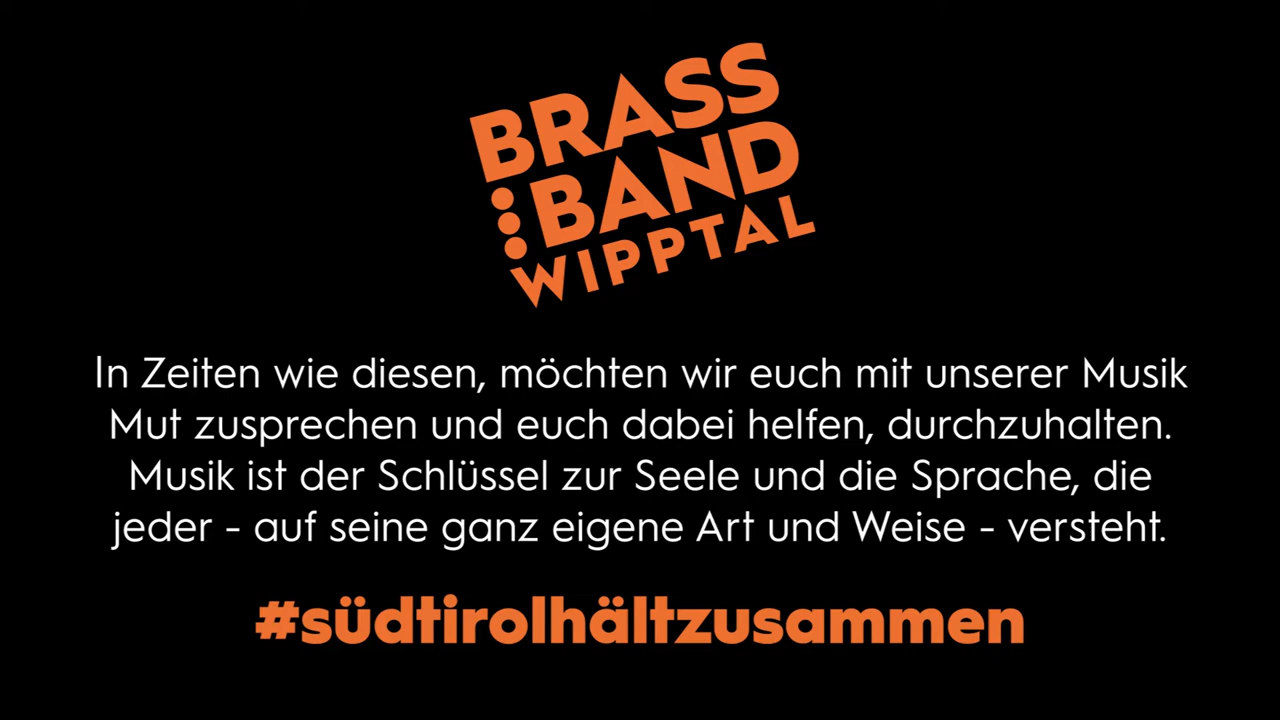 BRASS
BAND
WIPPTAL
In Zeiten wie diesen, möchten wir euch mit unserer Musik
Mut zusprechen und euch dabei helfen, durchzuhalten.
Musik ist der Schlüssel zur Seele und die Sprache, die
jeder - auf seine ganz eigene Art und Weise - versteht.
#südtirolhältzusammen